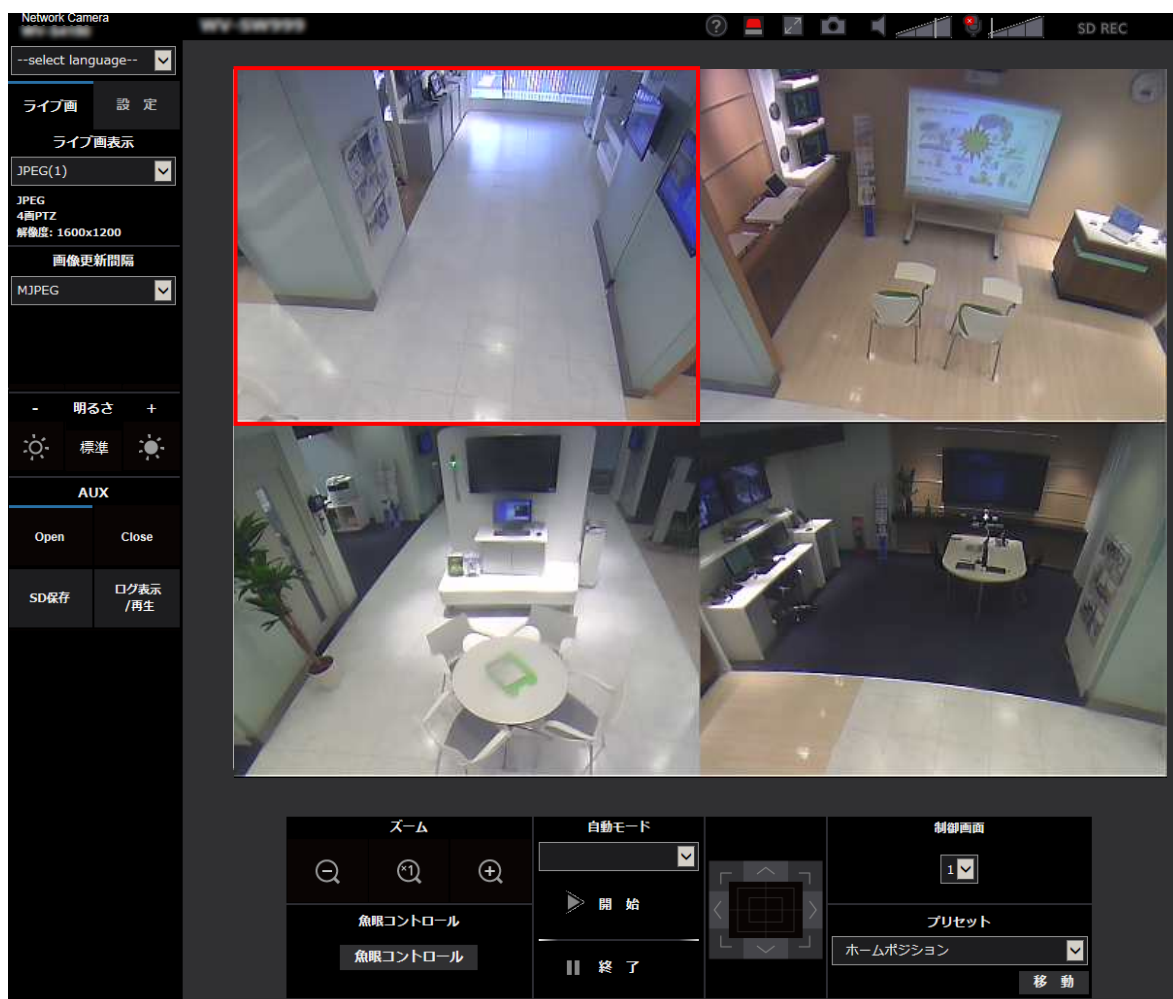 Network Camera
WV-SW999
SD REC
--select language--
ライブ画
設 定
ライブ画表示
JPEG(1)
JPEG
4画PTZ
解像度: 1600x1200
画像更新間隔
MJPEG
- 明るさ +
標準
AUX
Open
Close
SD保存
ログ表示
/再生
ズーム
×1
魚眼コントロール
魚眼コントロール
自動モード
開 始
終 了
制御画面
1
プリセット
ホームポジション
移 動